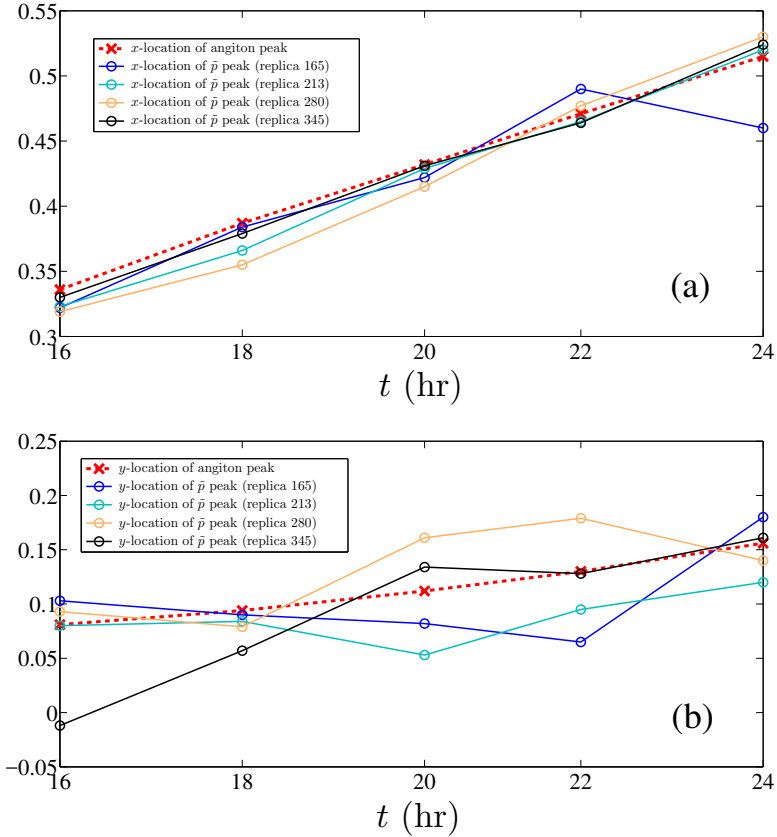 0.55
0.5
0.45
0.4
0.35
0.3
x-location of angiton peak
x-location of p̃ peak (replica 165)
x-location of p̃ peak (replica 213)
x-location of p̃ peak (replica 280)
x-location of p̃ peak (replica 345)
(a)
16 18 20 22 24
t (hr)
0.25
0.2
0.15
0.1
0.05
0
−0.05
y-location of angiton peak
y-location of p̃ peak (replica 165)
y-location of p̃ peak (replica 213)
y-location of p̃ peak (replica 280)
y-location of p̃ peak (replica 345)
(b)
16 18 20 22 24
t (hr)